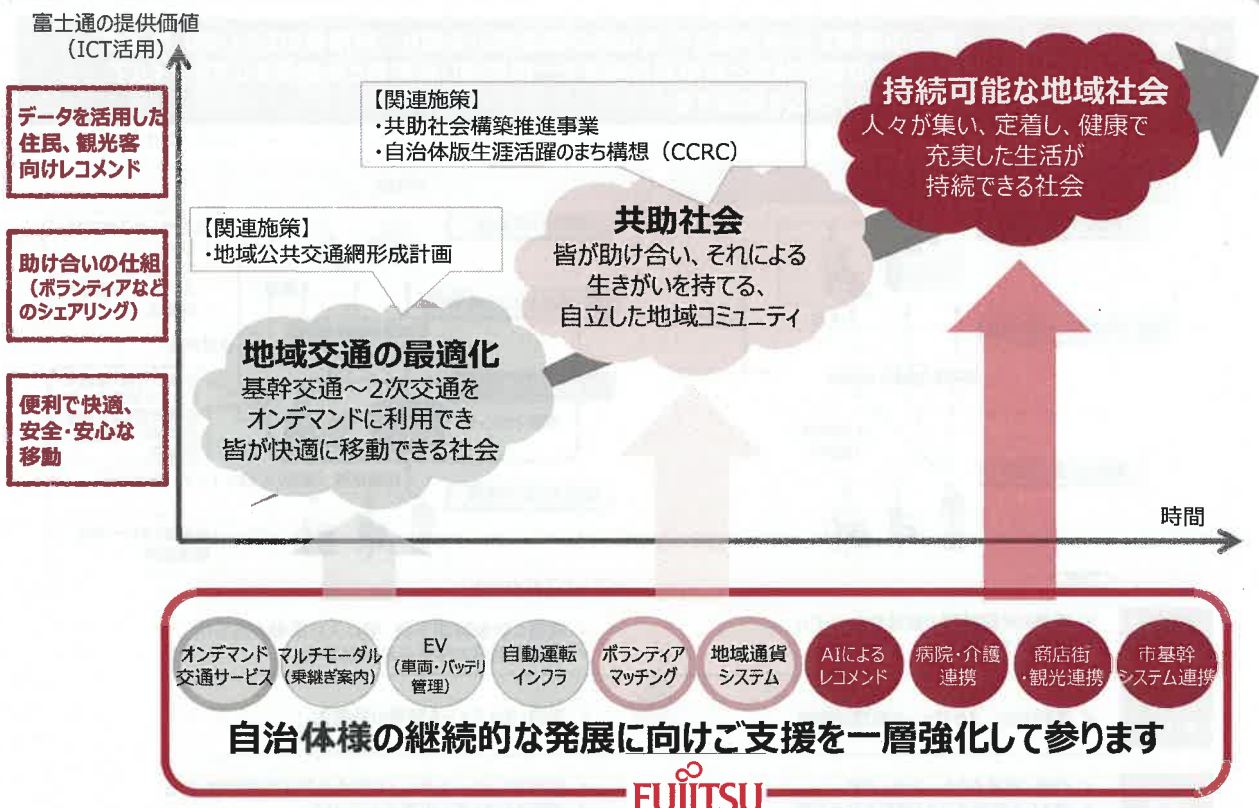 富士通の提供価値
（ICT活用）
データを活用した
住民、観光客
向けレコメンド
助け合いの仕組
（ボランティアなど
のシェアリング）
便利で快適、
安全・安心な
移動
【関連施策】
・共助社会構築推進事業
・自治体版生涯活躍のまち構想（CCRC）
【関連施策】
・地域公共交通網形成計画
持続可能な地域社会
人々が集い、定着し、健康で
充実した生活が
持続できる社会
共助社会
皆が助け合い、それによる
生きがいを持てる、
自立した地域コミュニティ
地域交通の最適化
基幹交通～2次交通を
オンデマンドに利用でき
皆が快適に移動できる社会
時間
オンデマンド
交通サービス
マルチモーダル
（乗継ぎ案内）
EV
（車両・バッテリ
管理）
自動運転
インフラ
ボランティア
マッチング
地域通貨
システム
AIによる
レコメンド
病院・介護
連携
商店街
・観光連携
市基幹
システム連携
自治体様の継続的な発展に向けご支援を一層強化して参ります
FUJITSU